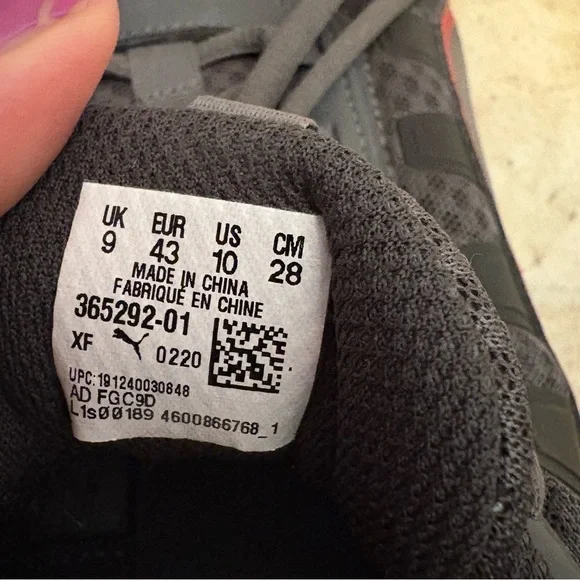 UK EUR US CM
9 43 10 28
MADE IN CHINA
FABRIQUÉ EN CHINE
365292-01
XF 0220
UPC:191240030848
AD FGC9D
L1s00189 4600866768_1